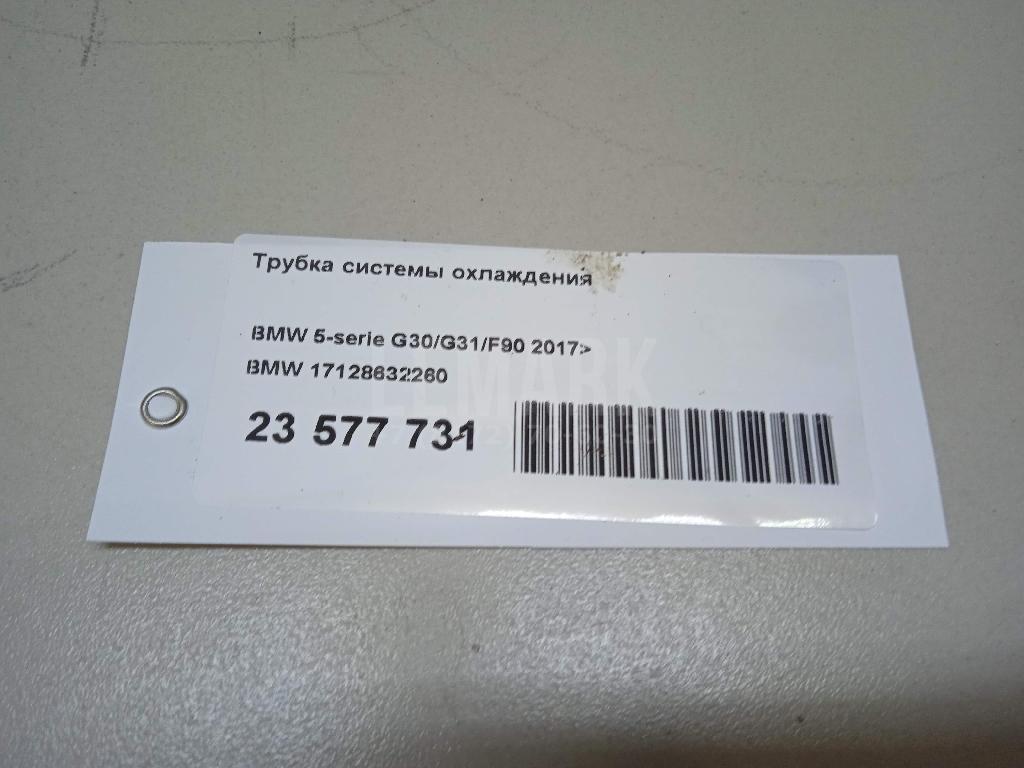 Трубка системы охлаждения
BMW 5-serie G30/G31/F90 2017>
BMW 17128632260
23 577 731